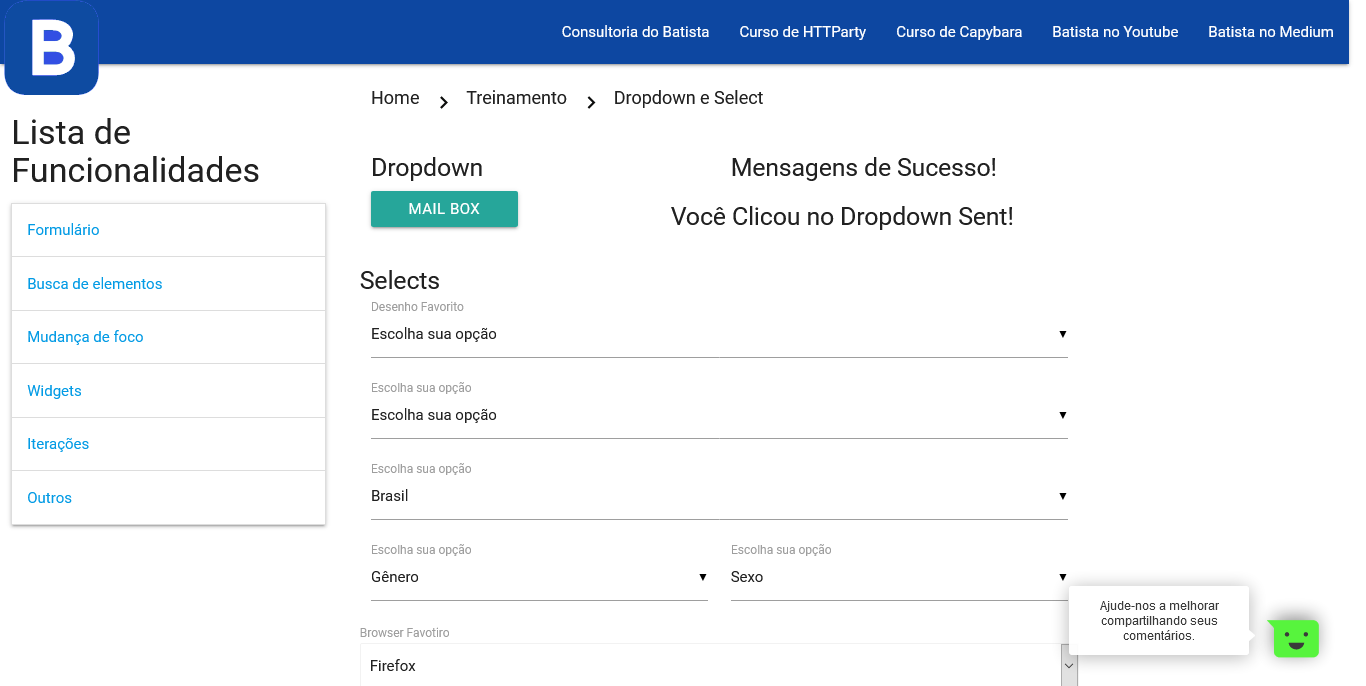 B
Consultoria do Batista
Curso de HTTParty
Curso de Capybara
Batista no Youtube
Batista no Medium
Home
Treinamento
Dropdown e Select
Lista de
Funcionalidades
Formulário
Busca de elementos
Mudança de foco
Widgets
Iterações
Outros
Dropdown
MAIL BOX
Mensagens de Sucesso!
Você Clicou no Dropdown Sent!
Selects
Desenho Favorito
Escolha sua opção
Escolha sua opção
Escolha sua opção
Escolha sua opção
Brasil
Escolha sua opção
Gênero
Escolha sua opção
Sexo
Browser Favotiro
Firefox
Ajude-nos a melhorar
compartilhando seus
comentários.